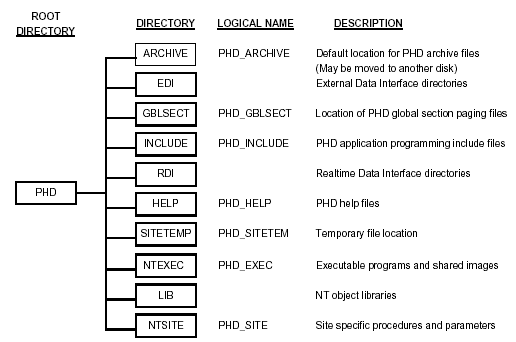 ROOT DIRECTORY DIRECTORY LOGICAL NAME DESCRIPTION
ARCHIVE PHD_ARCHIVE Default location for PHD archive files
(May be moved to another disk)
EDI External Data Interface directories
GBLSECT PHD_GBLSECT Location of PHD global section paging files
INCLUDE PHD_INCLUDE PHD application programming include files
RDI Realtime Data Interface directories
PHD
HELP PHD_HELP PHD help files
SITETEMP PHD_SITETEM Temporary file location
NTEXEC PHD_EXEC Executable programs and shared images
LIB NT object libraries
NTSITE PHD_SITE Site specific procedures and parameters